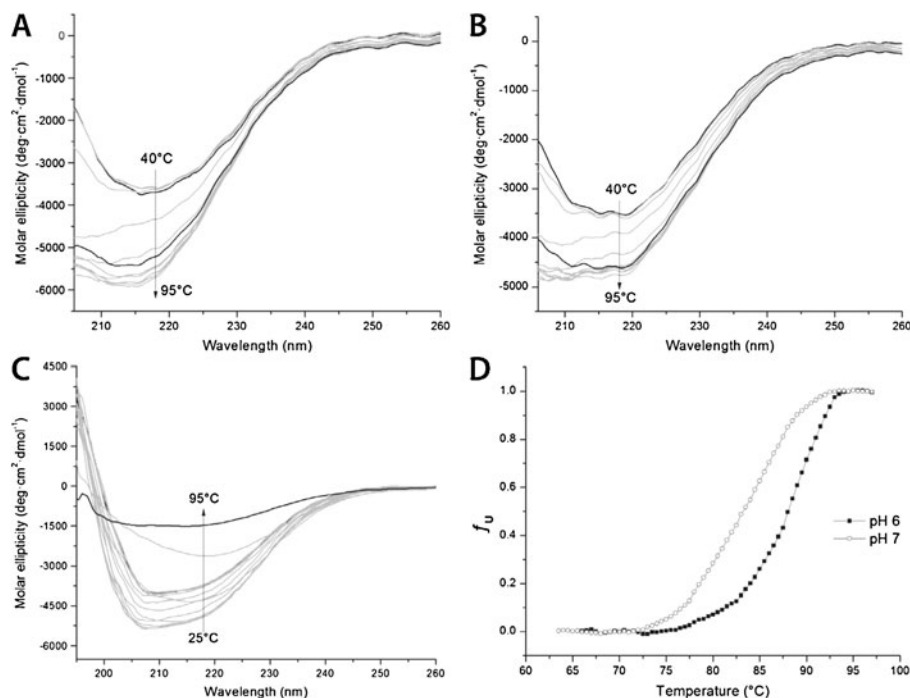 A
Molar ellipticity (deg·cm²·dmol⁻¹)
0
-1000
-2000
-3000
-4000
-5000
-6000
40°C
95°C
210 220 230 240 250 260
Wavelength (nm)
B
Molar ellipticity (deg·cm²·dmol⁻¹)
0
-1000
-2000
-3000
-4000
-5000
40°C
95°C
210 220 230 240 250 260
Wavelength (nm)
C
Molar ellipticity (deg·cm²·dmol⁻¹)
4500
3000
1500
0
-1500
-3000
-4500
-6000
95°C
25°C
200 210 220 230 240 250 260
Wavelength (nm)
D
fU
1.0
0.8
0.6
0.4
0.2
0.0
pH 6
pH 7
60 65 70 75 80 85 90 95 100
Temperature (°C)